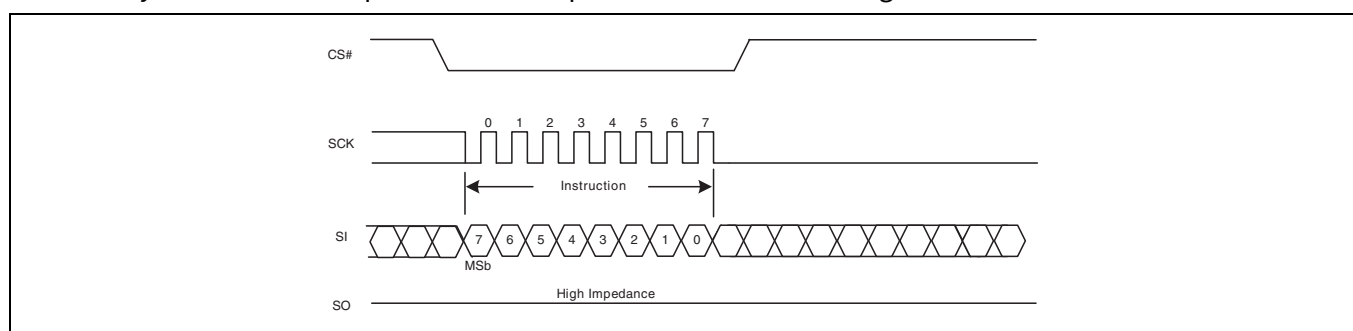 CS#
0 1 2 3 4 5 6 7
SCK
Instruction
SI 7 6 5 4 3 2 1 0
MSb
High Impedance
SO